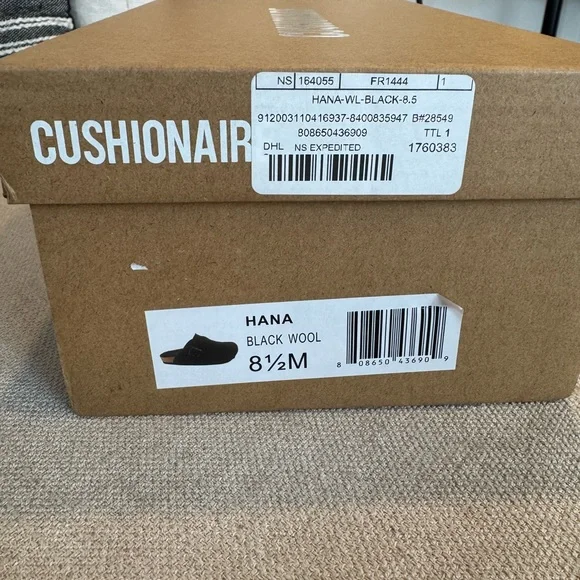 NS 164055 FR1444 1
HANA-WL-BLACK-8.5
912003110416937-8400835947 B#28549
808650436909 TTL 1
DHL NS EXPEDITED 1760383
CUSHIONAIR
HANA
BLACK WOOL
8½M
8 08650 43690 9